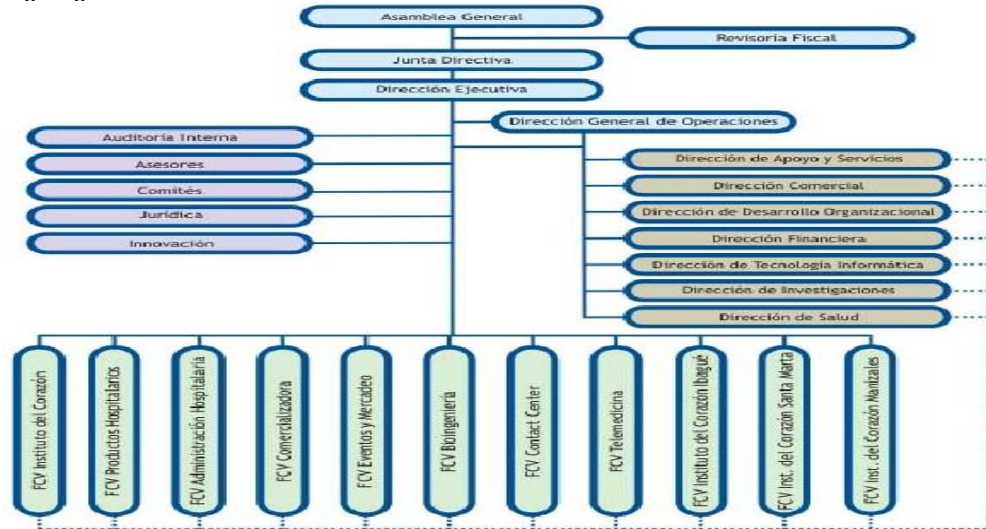 Asamblea General
Revisoría Fiscal
Junta Directiva
Dirección Ejecutiva
Dirección General de Operaciones
Auditoría Interna
Asesores
Comités
Jurídica
Innovación
Dirección de Apoyo y Servicios
Dirección Comercial
Dirección de Desarrollo Organizacional
Dirección Financiera
Dirección de Tecnología Informática
Dirección de Investigaciones
Dirección de Salud
FCV Instituto del Corazón
FCV Productos Hospitalarios
FCV Administración Hospitalaria
FCV Comercializadora
FCV Eventos y Mercadeo
FCV Bioingeniería
FCV Contact Center
FCV Telemedicina
FCV Instituto del Corazón Ibagué
FCV Inst. del Corazón Santa Marta
FCV Inst. del Corazón Manizales